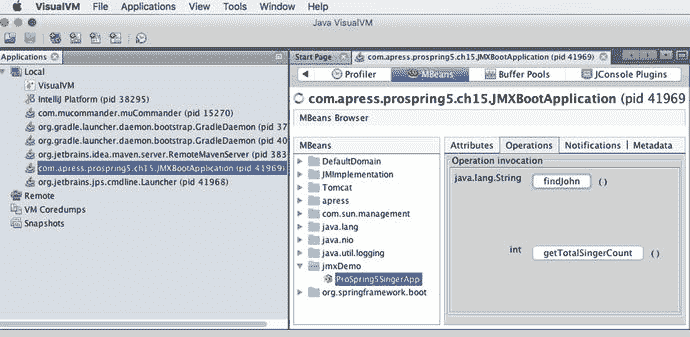 VisualVM File Applications View Tools Window Help
Java VisualVM
Applications
Local
VisualVM
IntelliJ Platform (pid 38295)
com.mucommander.muCommander (pid 15270)
org.gradle.launcher.daemon.bootstrap.GradleDaemon (pid 37
org.gradle.launcher.daemon.bootstrap.GradleDaemon (pid 40
org.jetbrains.idea.maven.server.RemoteMavenServer (pid 383
com.apress.prospring5.ch15.JMXBootApplication (pid 41969)
org.jetbrains.jps.cmdline.Launcher (pid 41968)
Remote
VM Coredumps
Snapshots
Start Page com.apress.prospring5.ch15.JMXBootApplication (pid 41969)
Profiler MBeans Buffer Pools JConsole Plugins
com.apress.prospring5.ch15.JMXBootApplication (pid 41969
MBeans Browser
MBeans
DefaultDomain
JMImplementation
Tomcat
apress
com.sun.management
java.lang
java.nio
java.util.logging
jmxDemo
ProSpring5SingerApp
org.springframework.boot
Attributes Operations Notifications Metadata
Operation invocation
java.lang.String findJohn ()
int getTotalSingerCount ()